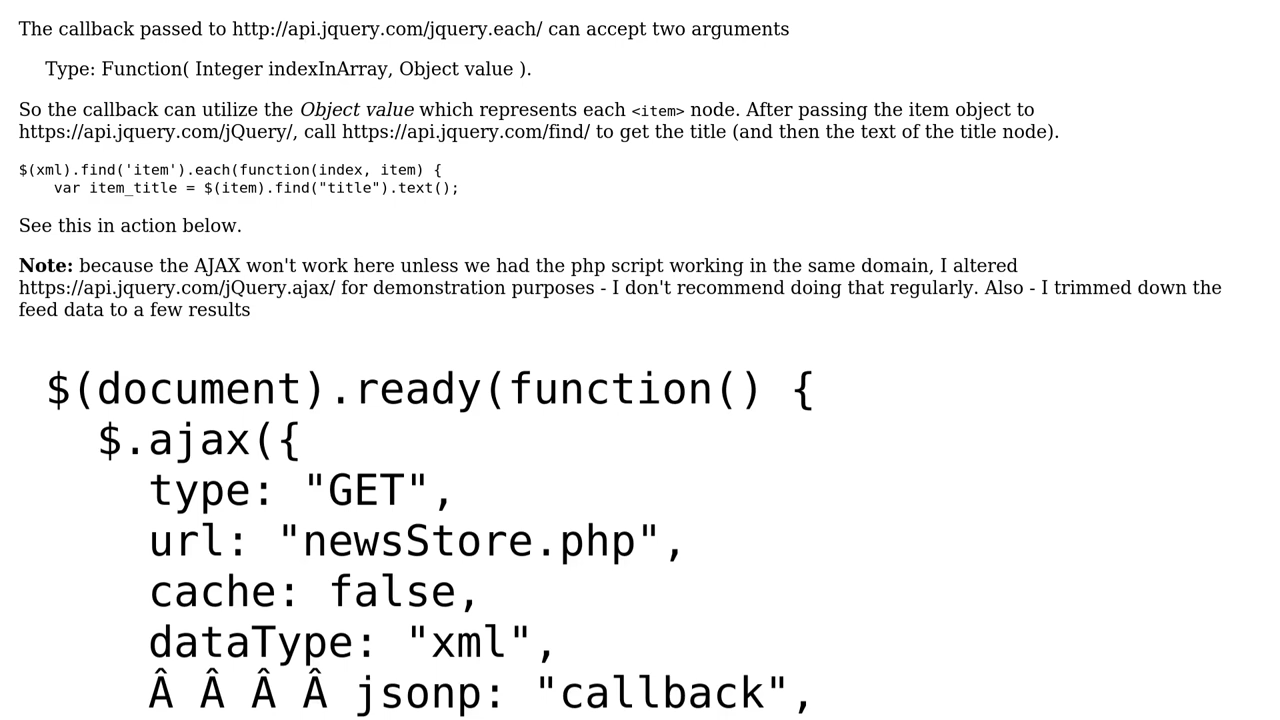 The callback passed to http://api.jquery.com/jquery.each/ can accept two arguments
Type: Function( Integer indexInArray, Object value ).
So the callback can utilize the Object value which represents each <item> node. After passing the item object to
https://api.jquery.com/jQuery/, call https://api.jquery.com/find/ to get the title (and then the text of the title node).
$(xml).find('item').each(function(index, item) {
    var item_title = $(item).find("title").text();
See this in action below.
Note: because the AJAX won't work here unless we had the php script working in the same domain, I altered
https://api.jquery.com/jQuery.ajax/ for demonstration purposes - I don't recommend doing that regularly. Also - I trimmed down the
feed data to a few results
$(document).ready(function() {
  $.ajax({
    type: "GET",
    url: "newsStore.php",
    cache: false,
    dataType: "xml",
    Â Â Â Â jsonp: "callback",